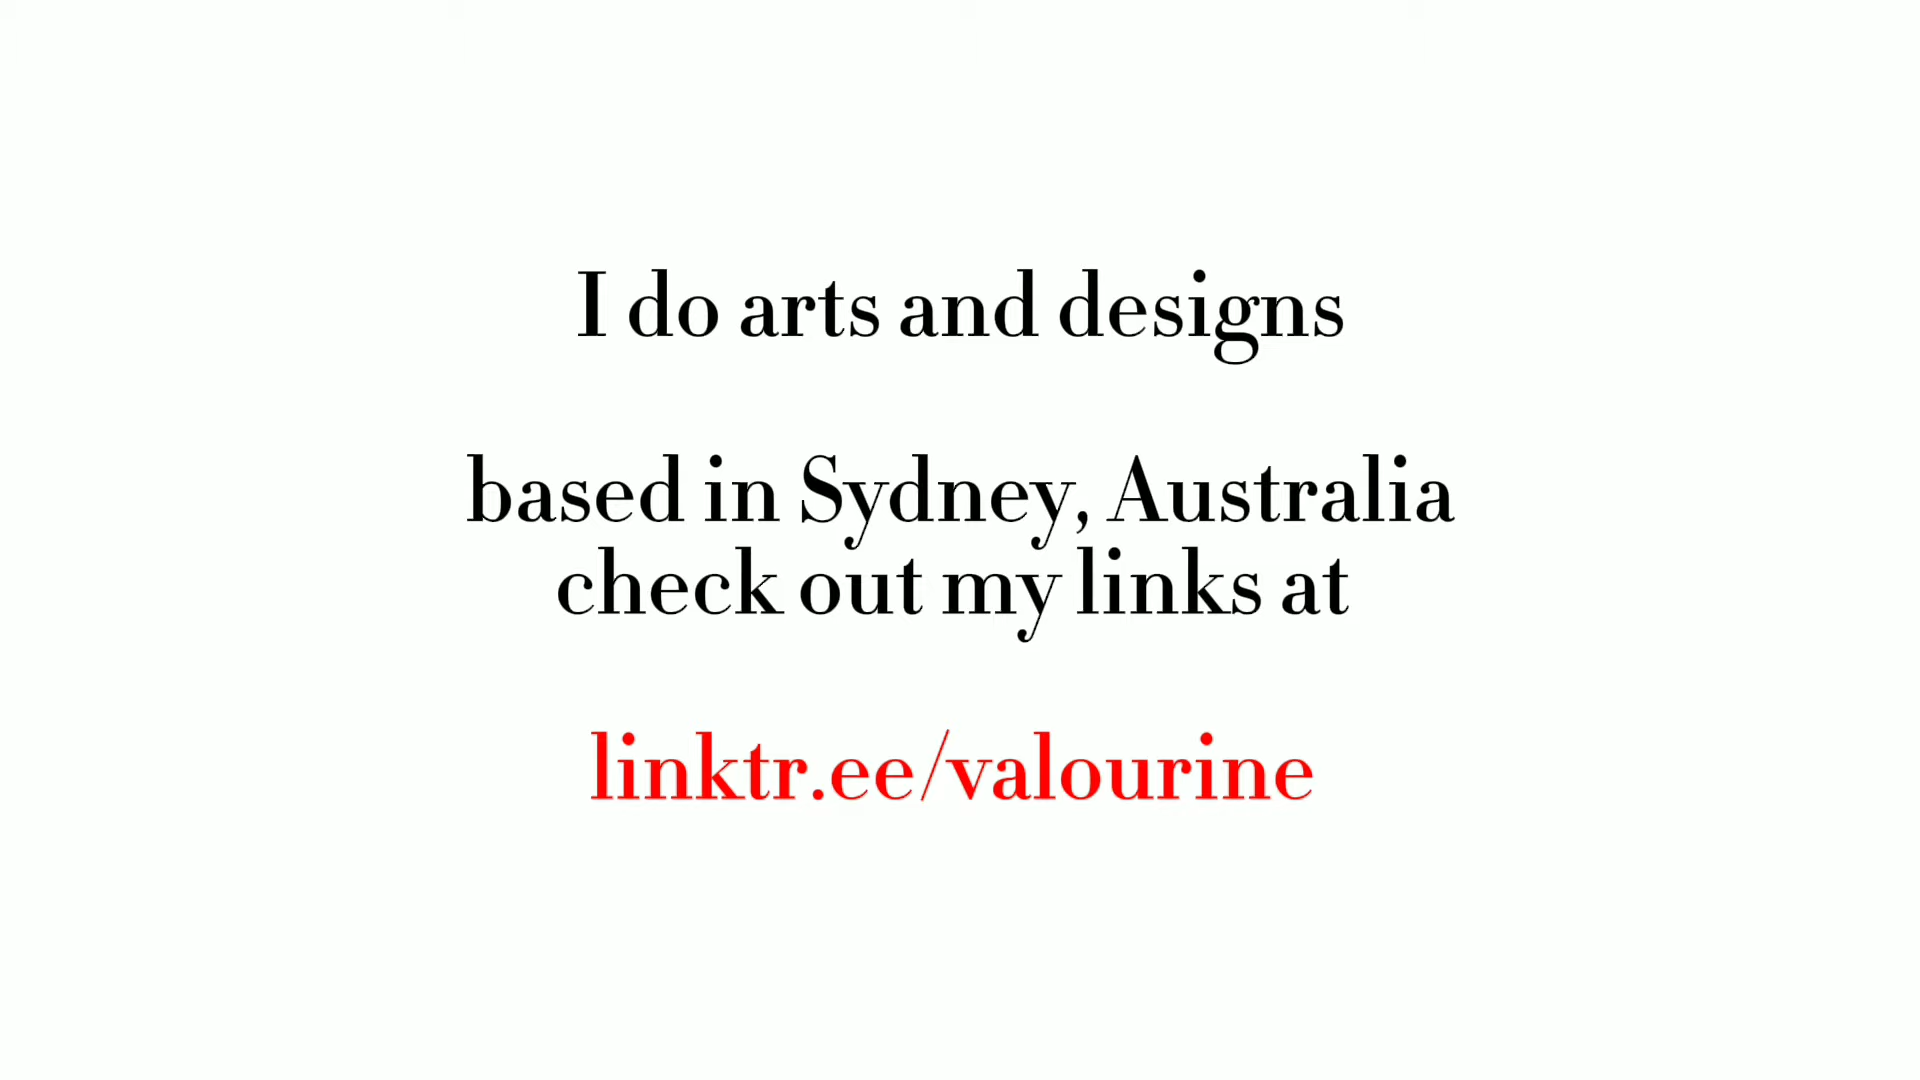 I do arts and designs
based in Sydney, Australia
check out my links at
linktr.ee/valourine